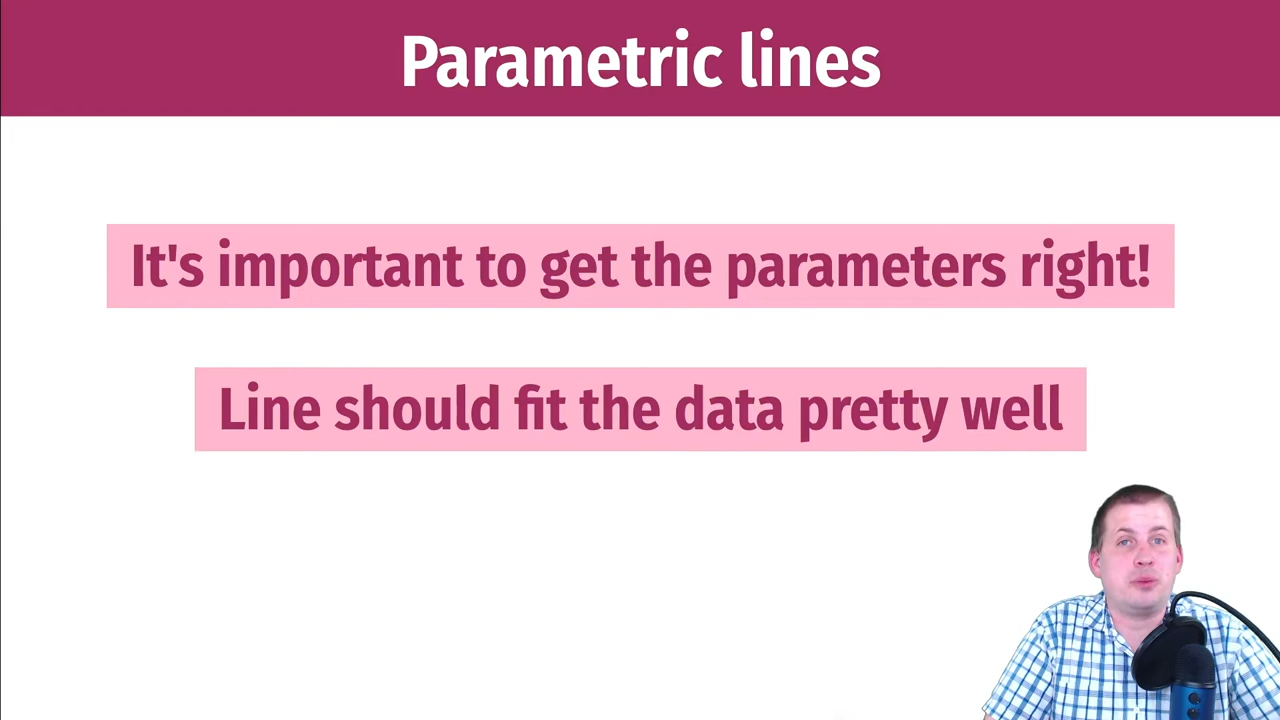 Parametric lines
It's important to get the parameters right!
Line should fit the data pretty well